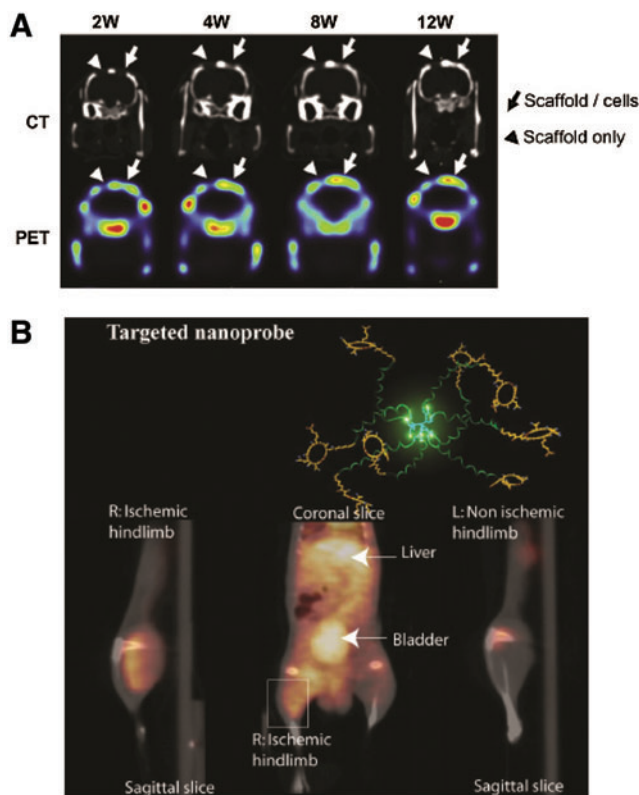 A
2W 4W 8W 12W
CT
Scaffold / cells
Scaffold only
PET
B
Targeted nanoprobe
R: Ischemic
hindlimb
Coronal slice
L: Non ischemic
hindlimb
Liver
Bladder
R: Ischemic
hindlimb
Sagittal slice
Sagittal slice